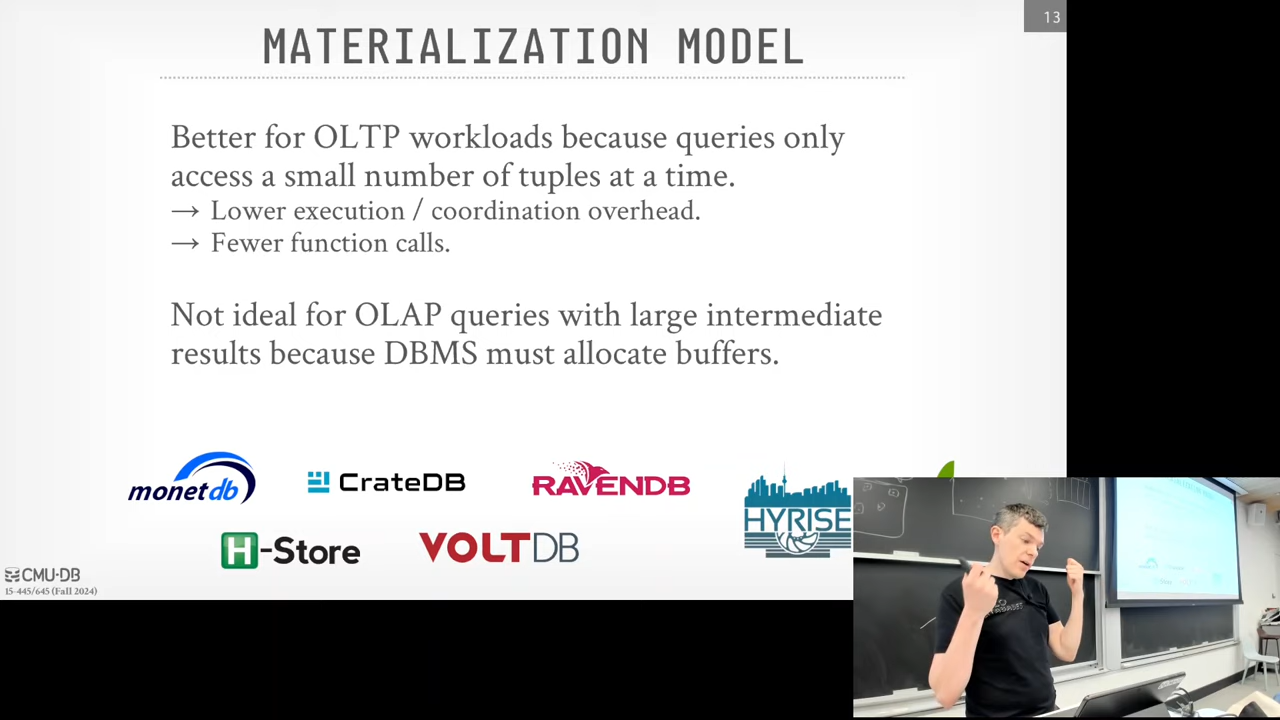 13
MATERIALIZATION MODEL
Better for OLTP workloads because queries only
access a small number of tuples at a time.
→ Lower execution / coordination overhead.
→ Fewer function calls.
Not ideal for OLAP queries with large intermediate
results because DBMS must allocate buffers.
monetdb
CrateDB
RAVENDB
HYRISE
H-Store
VOLTDB
CMU·DB
15-445/645 (Fall 2024)